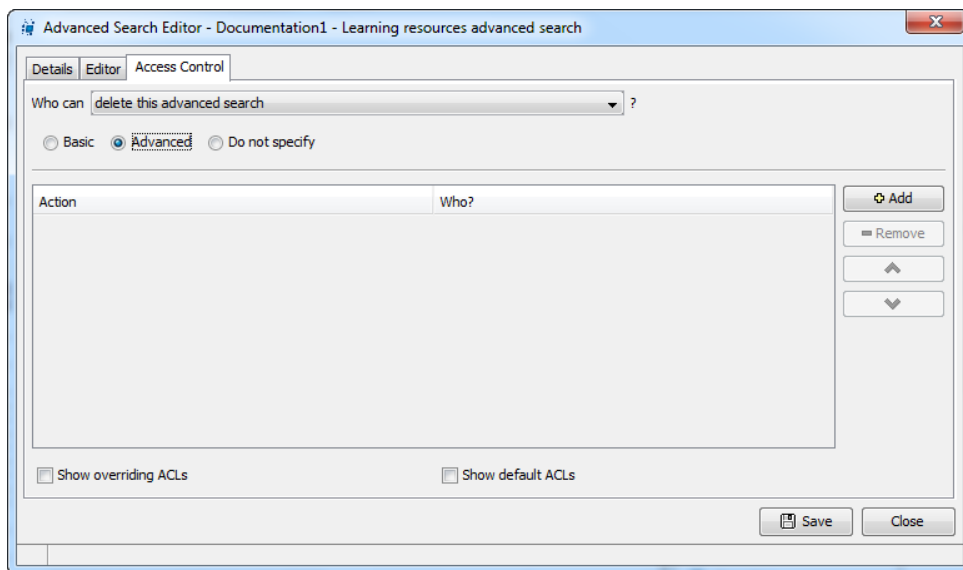 Advanced Search Editor - Documentation1 - Learning resources advanced search
Details Editor Access Control
Who can delete this advanced search ?
Basic Advanced Do not specify
Action Who? Add
Remove
Show overriding ACLs Show default ACLs
Save Close